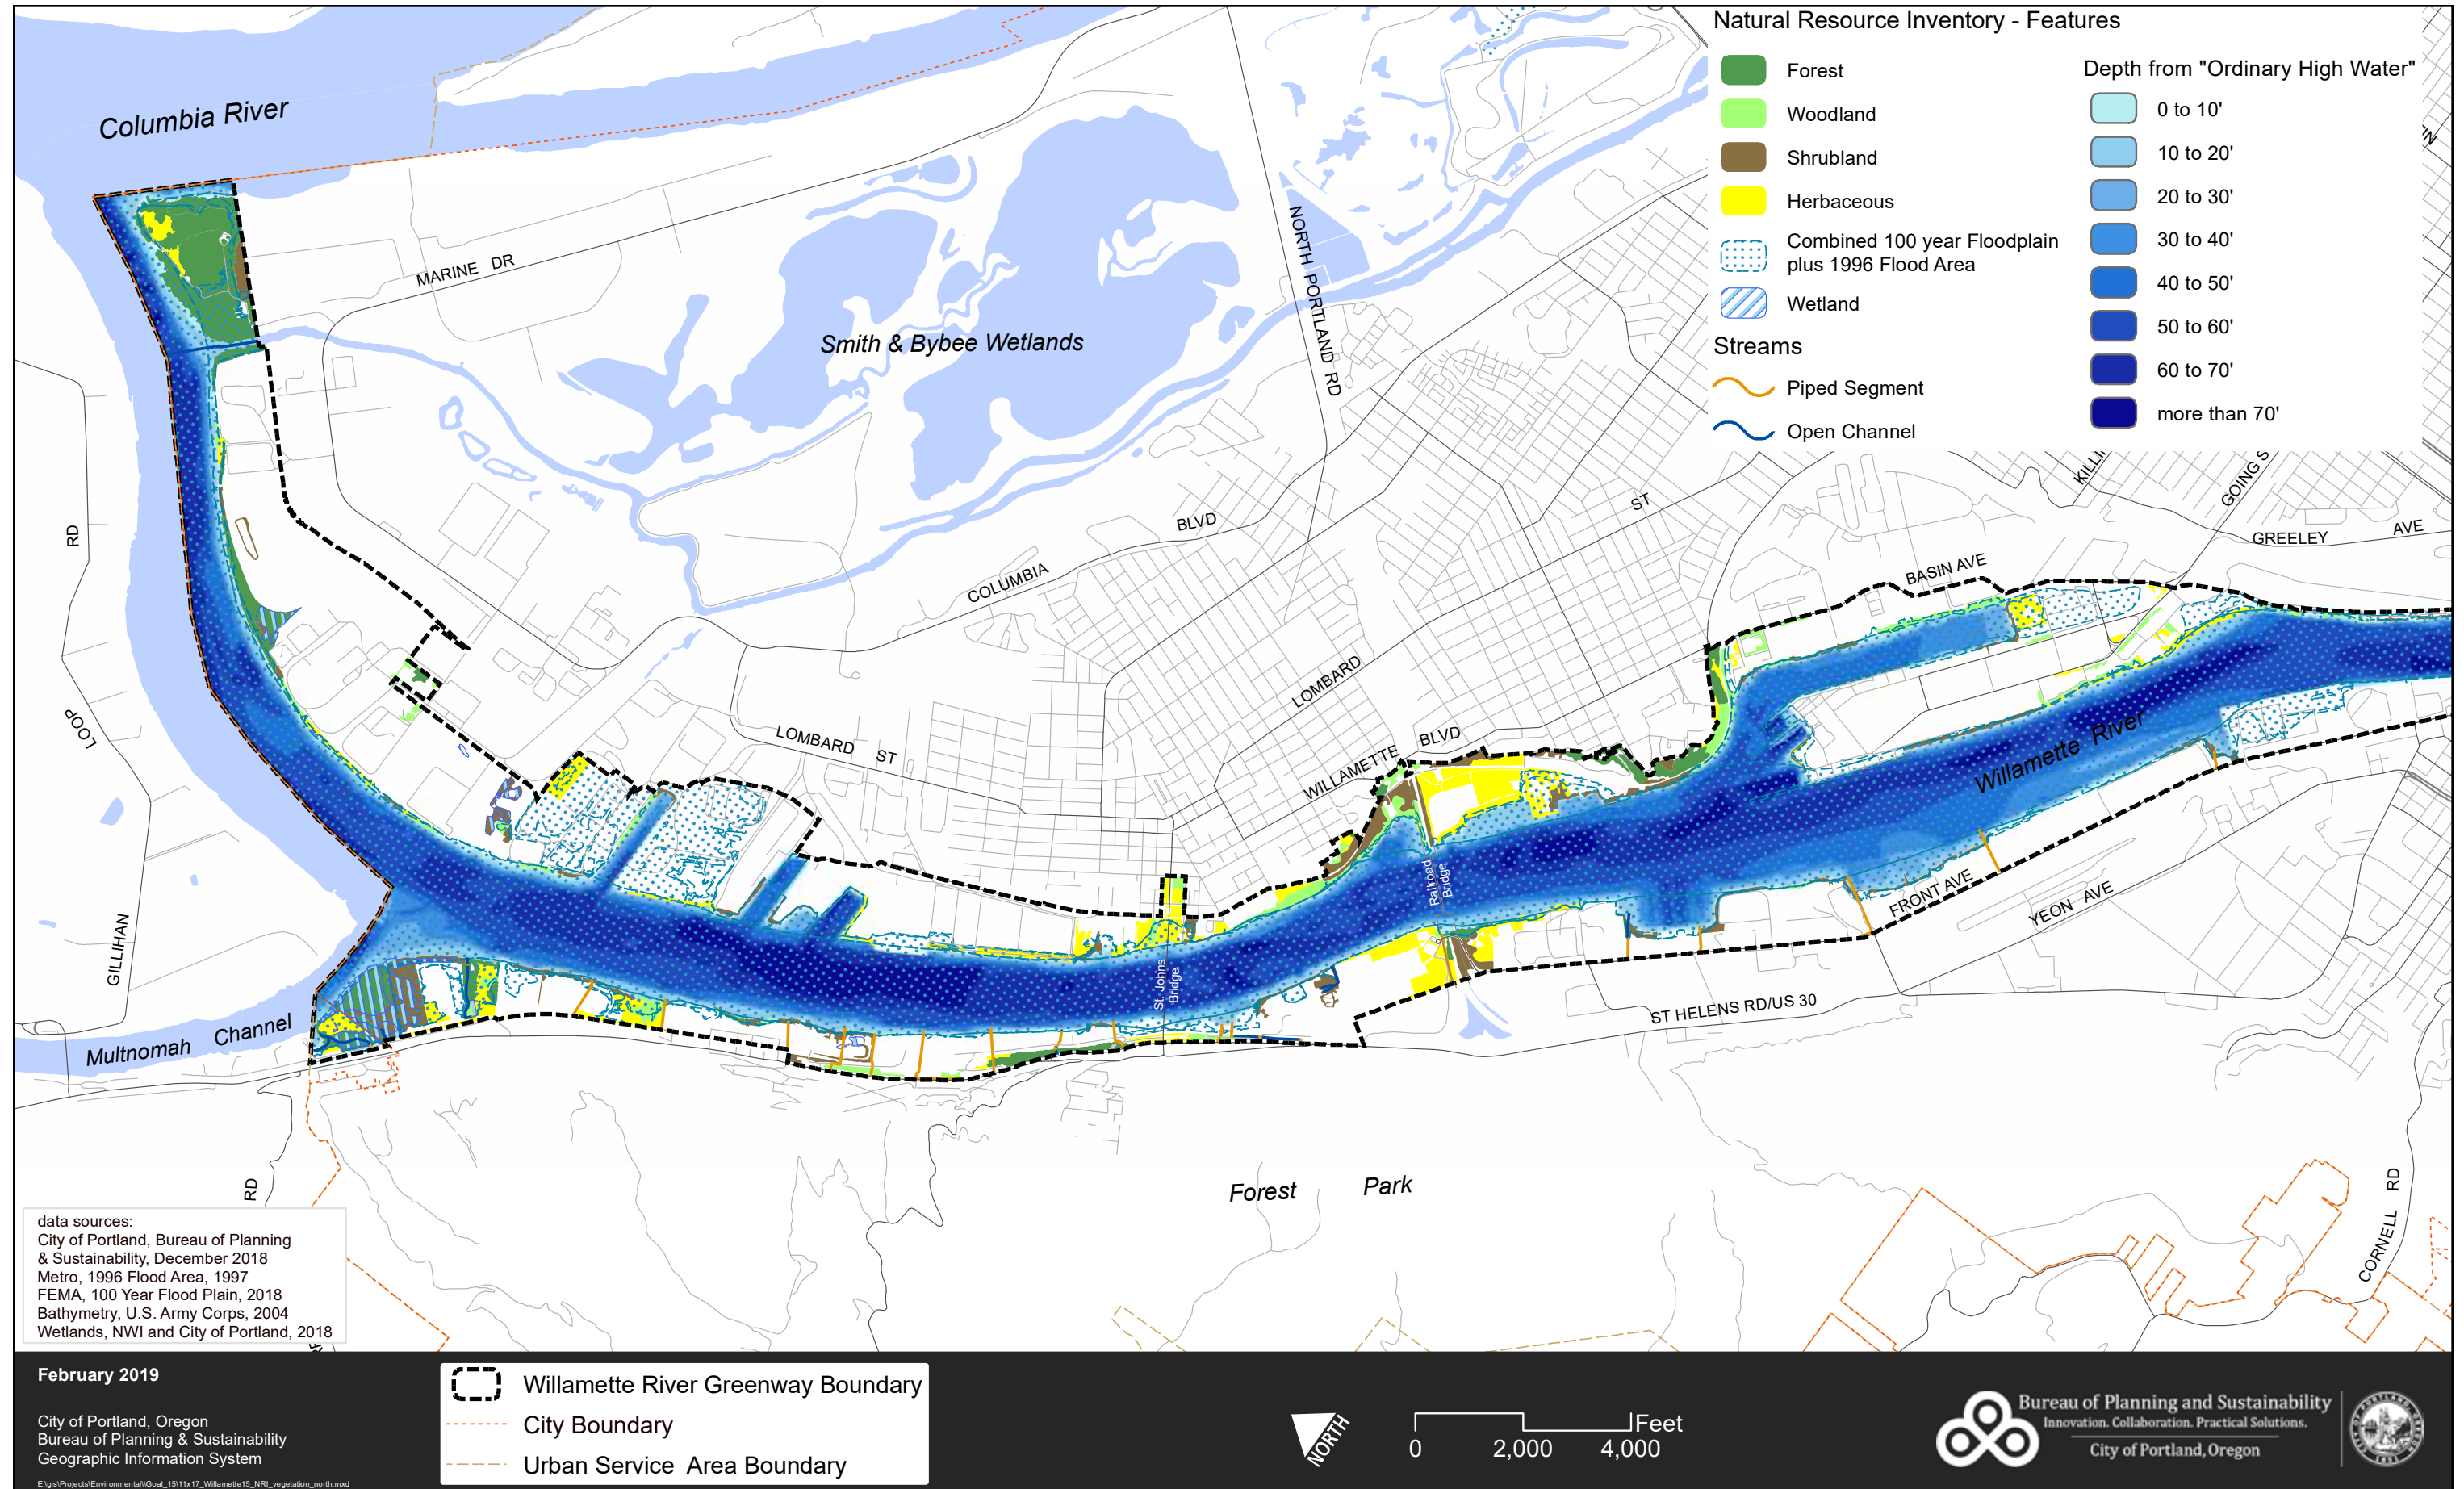 Natural Resource Inventory - Features
Forest
Woodland
Shrubland
Herbaceous
Combined 100 year Floodplain
plus 1996 Flood Area
Wetland
Streams
Piped Segment
Open Channel
Depth from "Ordinary High Water"
0 to 10'
10 to 20'
20 to 30'
30 to 40'
40 to 50'
50 to 60'
60 to 70'
more than 70'
Columbia River
MARINE DR
Smith & Bybee Wetlands
NORTH PORTLAND RD
COLUMBIA BLVD
LOMBARD ST
LOMBARD ST
WILLAMETTE BLVD
BASIN AVE
GOING S
GREELEY AVE
RD
LOOP
GILLIHAN
Multnomah Channel
St. Johns
Bridge
Railroad
Bridge
Willamette River
FRONT AVE
YEON AVE
ST HELENS RD/US 30
Forest Park
CORNELL RD
RD
data sources:
City of Portland, Bureau of Planning
& Sustainability, December 2018
Metro, 1996 Flood Area, 1997
FEMA, 100 Year Flood Plain, 2018
Bathymetry, U.S. Army Corps, 2004
Wetlands, NWI and City of Portland, 2018
February 2019
City of Portland, Oregon
Bureau of Planning & Sustainability
Geographic Information System
E:\gis\Projects\Environmental\\Goal_15\11x17_Willamette15_NRI_vegetation_north.mxd
Willamette River Greenway Boundary
City Boundary
Urban Service Area Boundary
NORTH
Feet
0 2,000 4,000
Bureau of Planning and Sustainability
Innovation. Collaboration. Practical Solutions.
City of Portland, Oregon